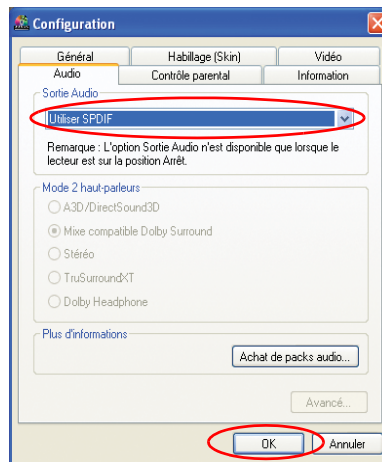 Configuration
Général
Habillage (Skin)
Vidéo
Audio
Contrôle parental
Information
Sortie Audio
Utiliser SPDIF
Remarque : L'option Sortie Audio n'est disponible que lorsque le
lecteur est sur la position Arrêt.
Mode 2 haut-parleurs
A3D/DirectSound3D
Mixe compatible Dolby Surround
Stéréo
TruSurroundXT
Dolby Headphone
Plus d'informations
Achat de packs audio...
Avancé...
OK
Annuler